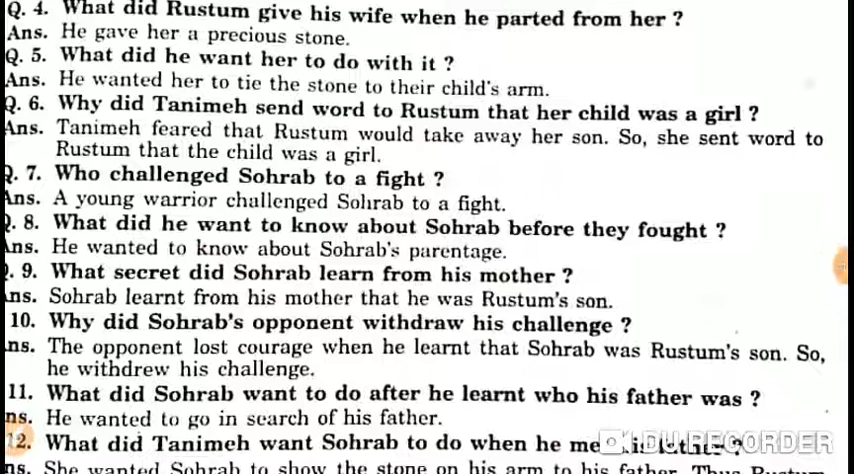 Q. 4. What did Rustum give his wife when he parted from her ?
Ans. He gave her a precious stone.
Q. 5. What did he want her to do with it ?
Ans. He wanted her to tie the stone to their child's arm.
Q. 6. Why did Tanimeh send word to Rustum that her child was a girl ?
Ans. Tanimeh feared that Rustum would take away her son. So, she sent word to
Rustum that the child was a girl.
Q. 7. Who challenged Sohrab to a fight ?
Ans. A young warrior challenged Sohrab to a fight.
. 8. What did he want to know about Sohrab before they fought ?
ns. He wanted to know about Sohrab's parentage.
. 9. What secret did Sohrab learn from his mother ?
ns. Sohrab learnt from his mother that he was Rustum's son.
10. Why did Sohrab's opponent withdraw his challenge ?
ns. The opponent lost courage when he learnt that Sohrab was Rustum's son. So,
he withdrew his challenge.
11. What did Sohrab want to do after he learnt who his father was ?
ns. He wanted to go in search of his father.
12. What did Tanimeh want Sohrab to do when he me his father ?
DU RECORDER
ns. She wanted Sohrab to show the stone on his arm to his father. Thus Rustum